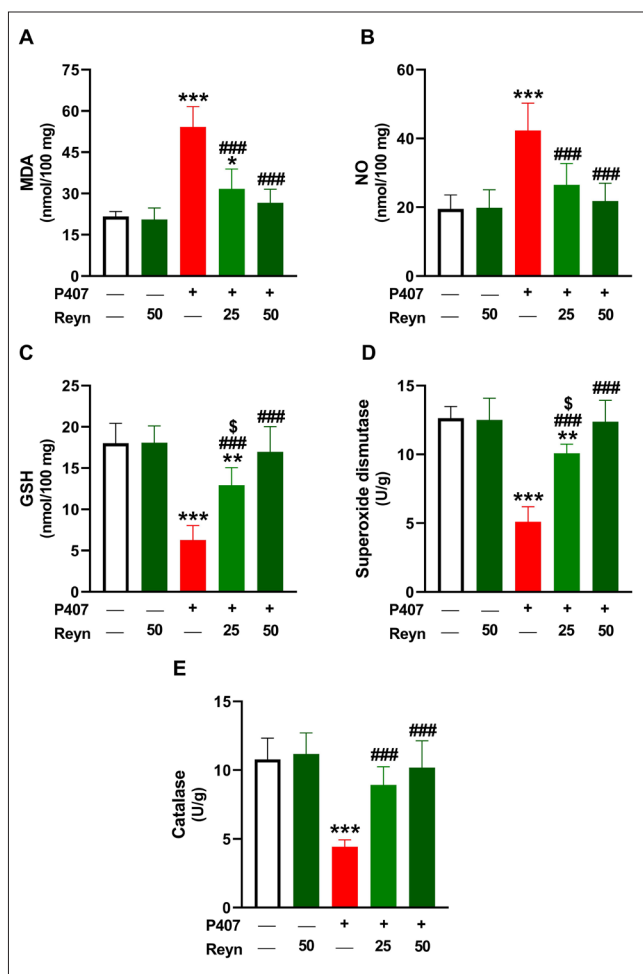 A
MDA
(nmol/100 mg)
75
60
45
30
15
0
***
###
*
###
P407 — — + + +
Reyn — 50 — 25 50
B
NO
(nmol/100 mg)
60
40
20
0
***
###
###
P407 — — + + +
Reyn — 50 — 25 50
C
GSH
(nmol/100 mg)
25
20
15
10
5
0
***
$
###
**
###
P407 — — + + +
Reyn — 50 — 25 50
D
Superoxide dismutase
(U/g)
15
10
5
0
***
$
###
**
###
P407 — — + + +
Reyn — 50 — 25 50
E
Catalase
(U/g)
15
10
5
0
***
###
###
P407 — — + + +
Reyn — 50 — 25 50